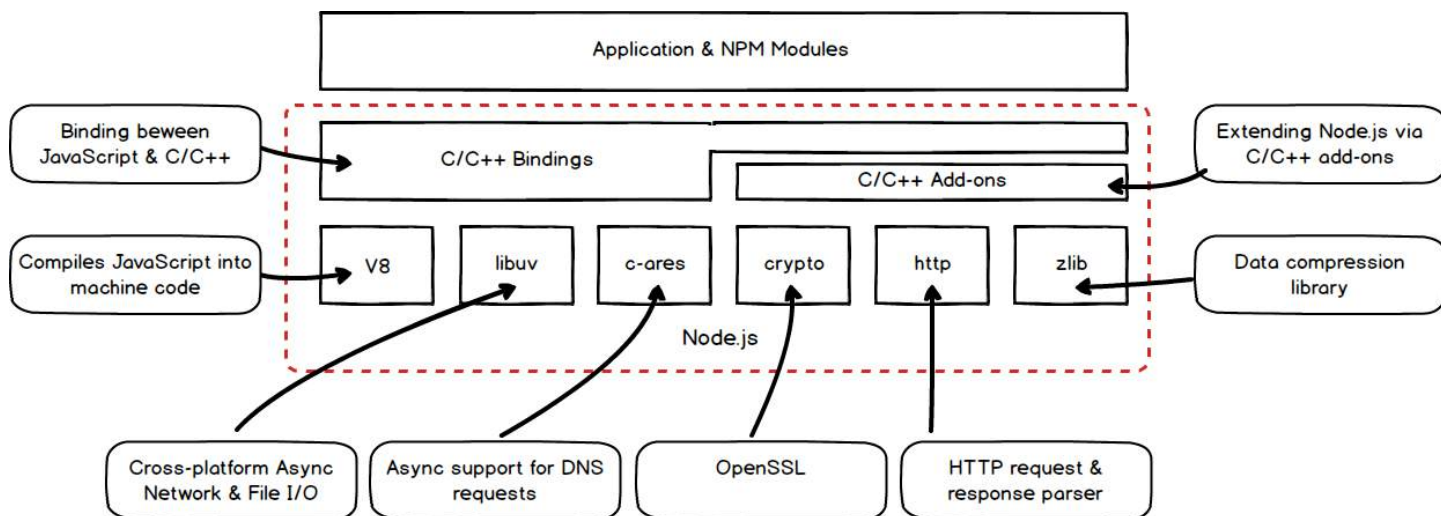 Application & NPM Modules
Binding beween
JavaScript & C/C++
C/C++ Bindings
Extending Node.js via
C/C++ add-ons
C/C++ Add-ons
Compiles JavaScript into
machine code
V8
libuv
c-ares
crypto
http
zlib
Data compression
library
Node.js
Cross-platform Async
Network & File I/O
Async support for DNS
requests
OpenSSL
HTTP request &
response parser